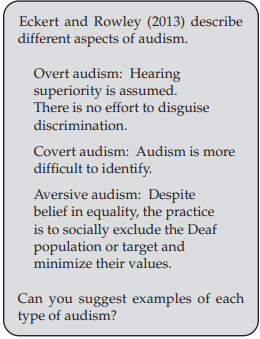 Eckert and Rowley (2013) describe
different aspects of audism.
Overt audism: Hearing
superiority is assumed.
There is no effort to disguise
discrimination.
Covert audism: Audism is more
difficult to identify.
Aversive audism: Despite
belief in equality, the practice
is to socially exclude the Deaf
population or target and
minimize their values.
Can you suggest examples of each
type of audism?